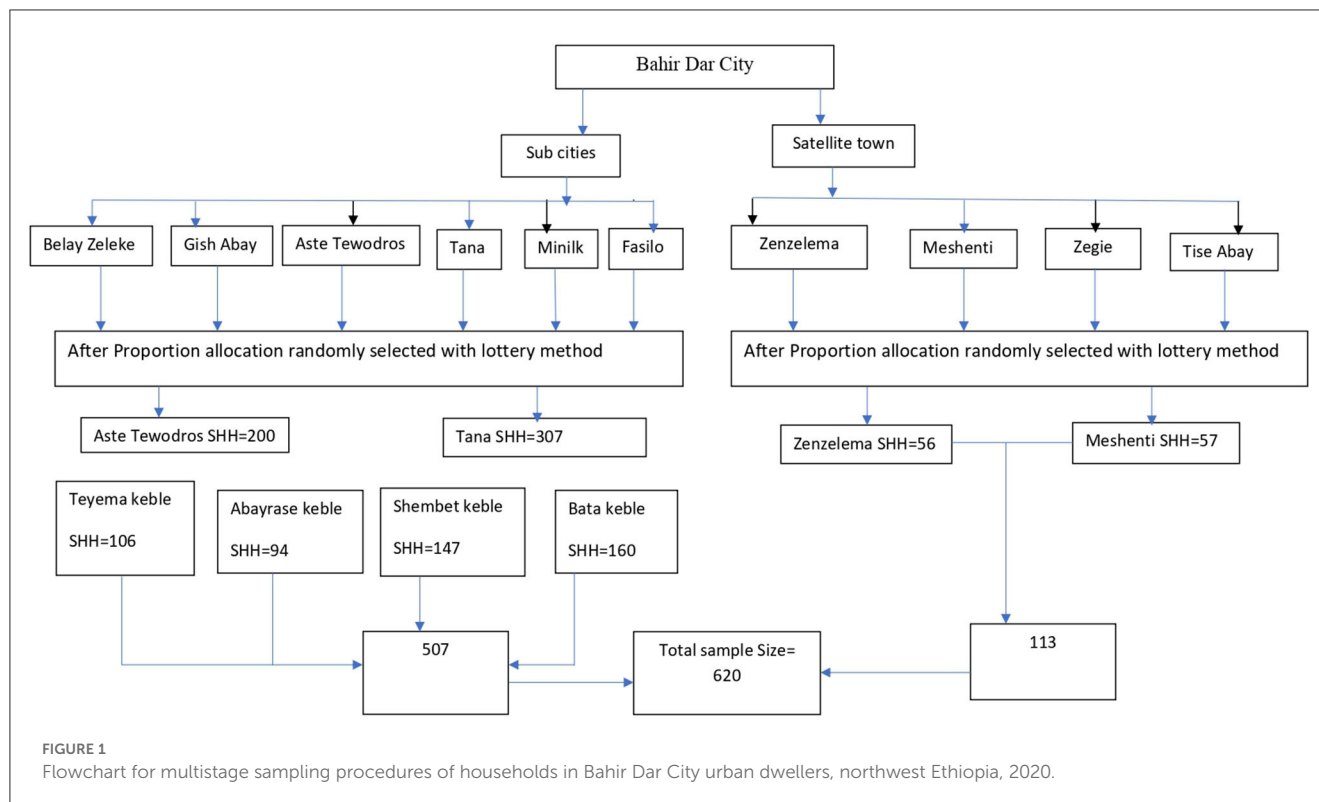 Bahir Dar City
Sub cities
Satellite town
Belay Zeleke
Gish Abay
Aste Tewodros
Tana
Minilk
Fasilo
Zenzelema
Meshenti
Zegie
Tise Abay
After Proportion allocation randomly selected with lottery method
After Proportion allocation randomly selected with lottery method
Aste Tewodros SHH=200
Tana SHH=307
Zenzelema SHH=56
Meshenti SHH=57
Teyema keble
SHH=106
Abayrase keble
SHH=94
Shembet keble
SHH=147
Bata keble
SHH=160
507
Total sample Size=
620
113
FIGURE 1
Flowchart for multistage sampling procedures of households in Bahir Dar City urban dwellers, northwest Ethiopia, 2020.